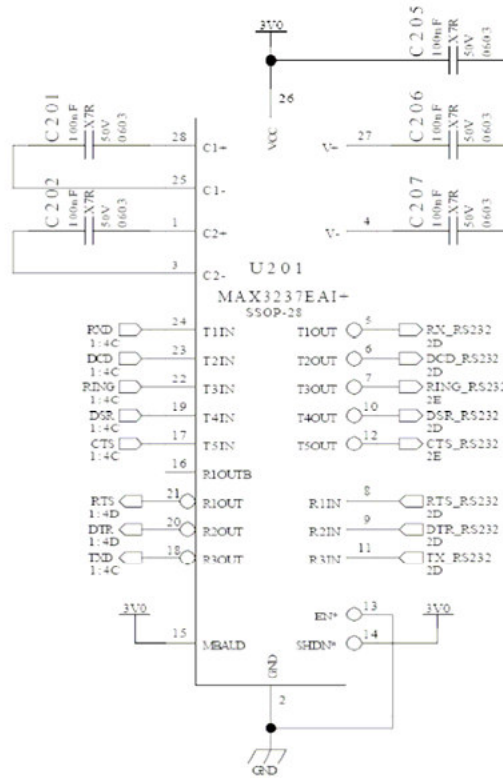 3V0
26
VCC
C205
100nF
X7R
50V
0603
C201
100nF
X7R
50V
0603
28
C1+
27
V+
C206
100nF
X7R
50V
0603
25
C1-
C202
100nF
X7R
50V
0603
1
C2+
4
V-
C207
100nF
X7R
50V
0603
3
C2-
U201
MAX3237EAI+
SSOP-28
RXD 24 T1IN T1OUT 5 RX_RS232
1:4C 2D
DCD 23 T2IN T2OUT 6 DCD_RS232
1:4C 2D
RING 22 T3IN T3OUT 7 RING_RS232
1:4C 2E
DSR 19 T4IN T4OUT 10 DSR_RS232
1:4C 2D
CTS 17 T5IN T5OUT 12 CTS_RS232
1:4C 2E
16 R1OUTB
RTS 21 R1OUT R1IN 8 RTS_RS232
1:4D 2D
DTR 20 R2OUT R2IN 9 DTR_RS232
1:4D 2D
TXD 18 R3OUT R3IN 11 TX_RS232
1:4C 2D
3V0 EN* 13 3V0
15 MBAUD SHDN* 14
GND
2
GND